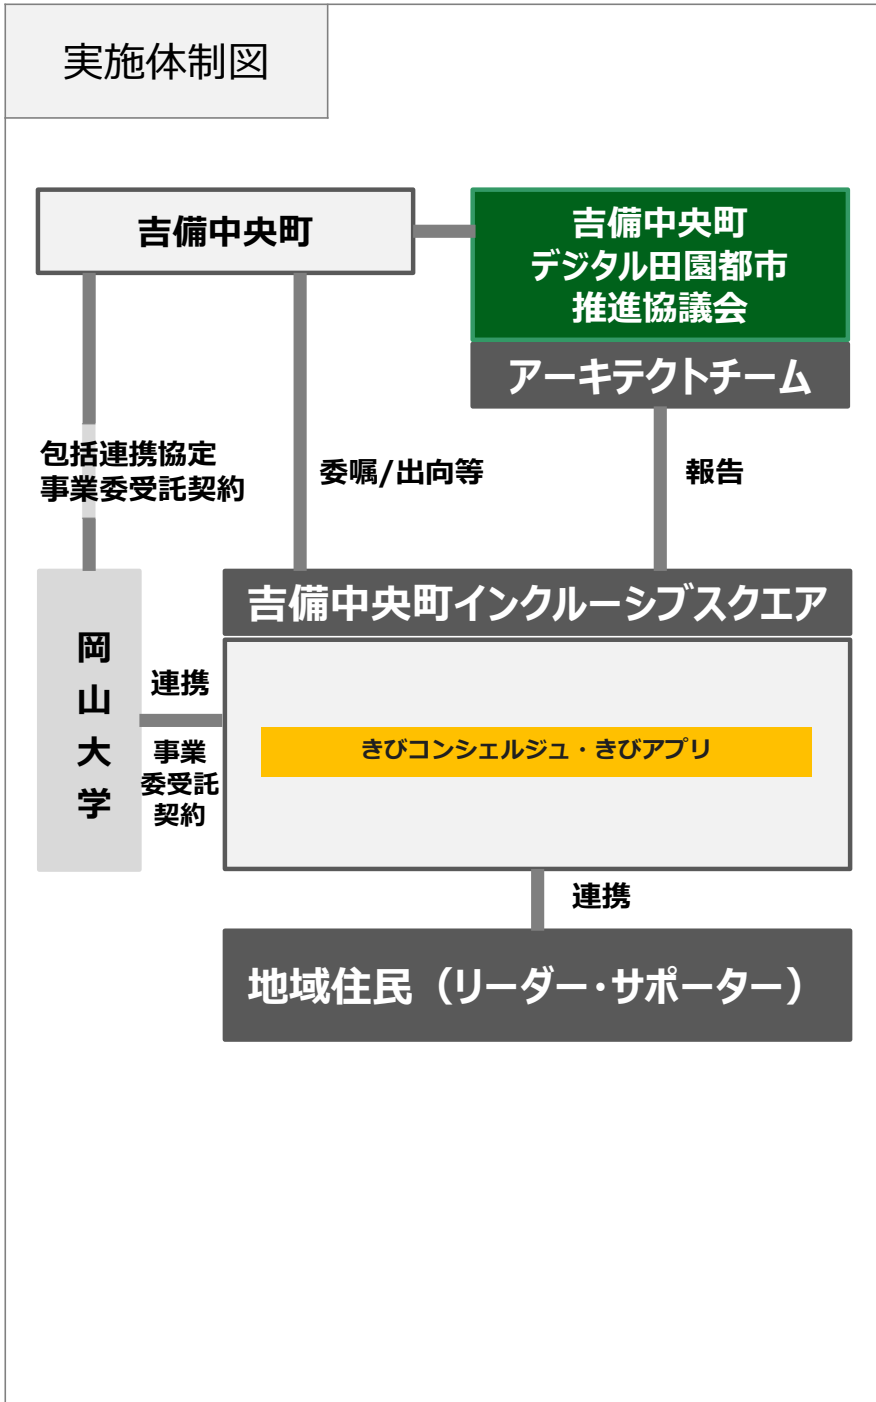 実施体制図
吉備中央町
吉備中央町
デジタル田園都市
推進協議会
アーキテクトチーム
包括連携協定
事業委受託契約
委嘱/出向等
報告
岡山大学
連携
事業
委受託
契約
吉備中央町インクルーシブスクエア
きびコンシェルジュ・きびアプリ
連携
地域住民（リーダー・サポーター）